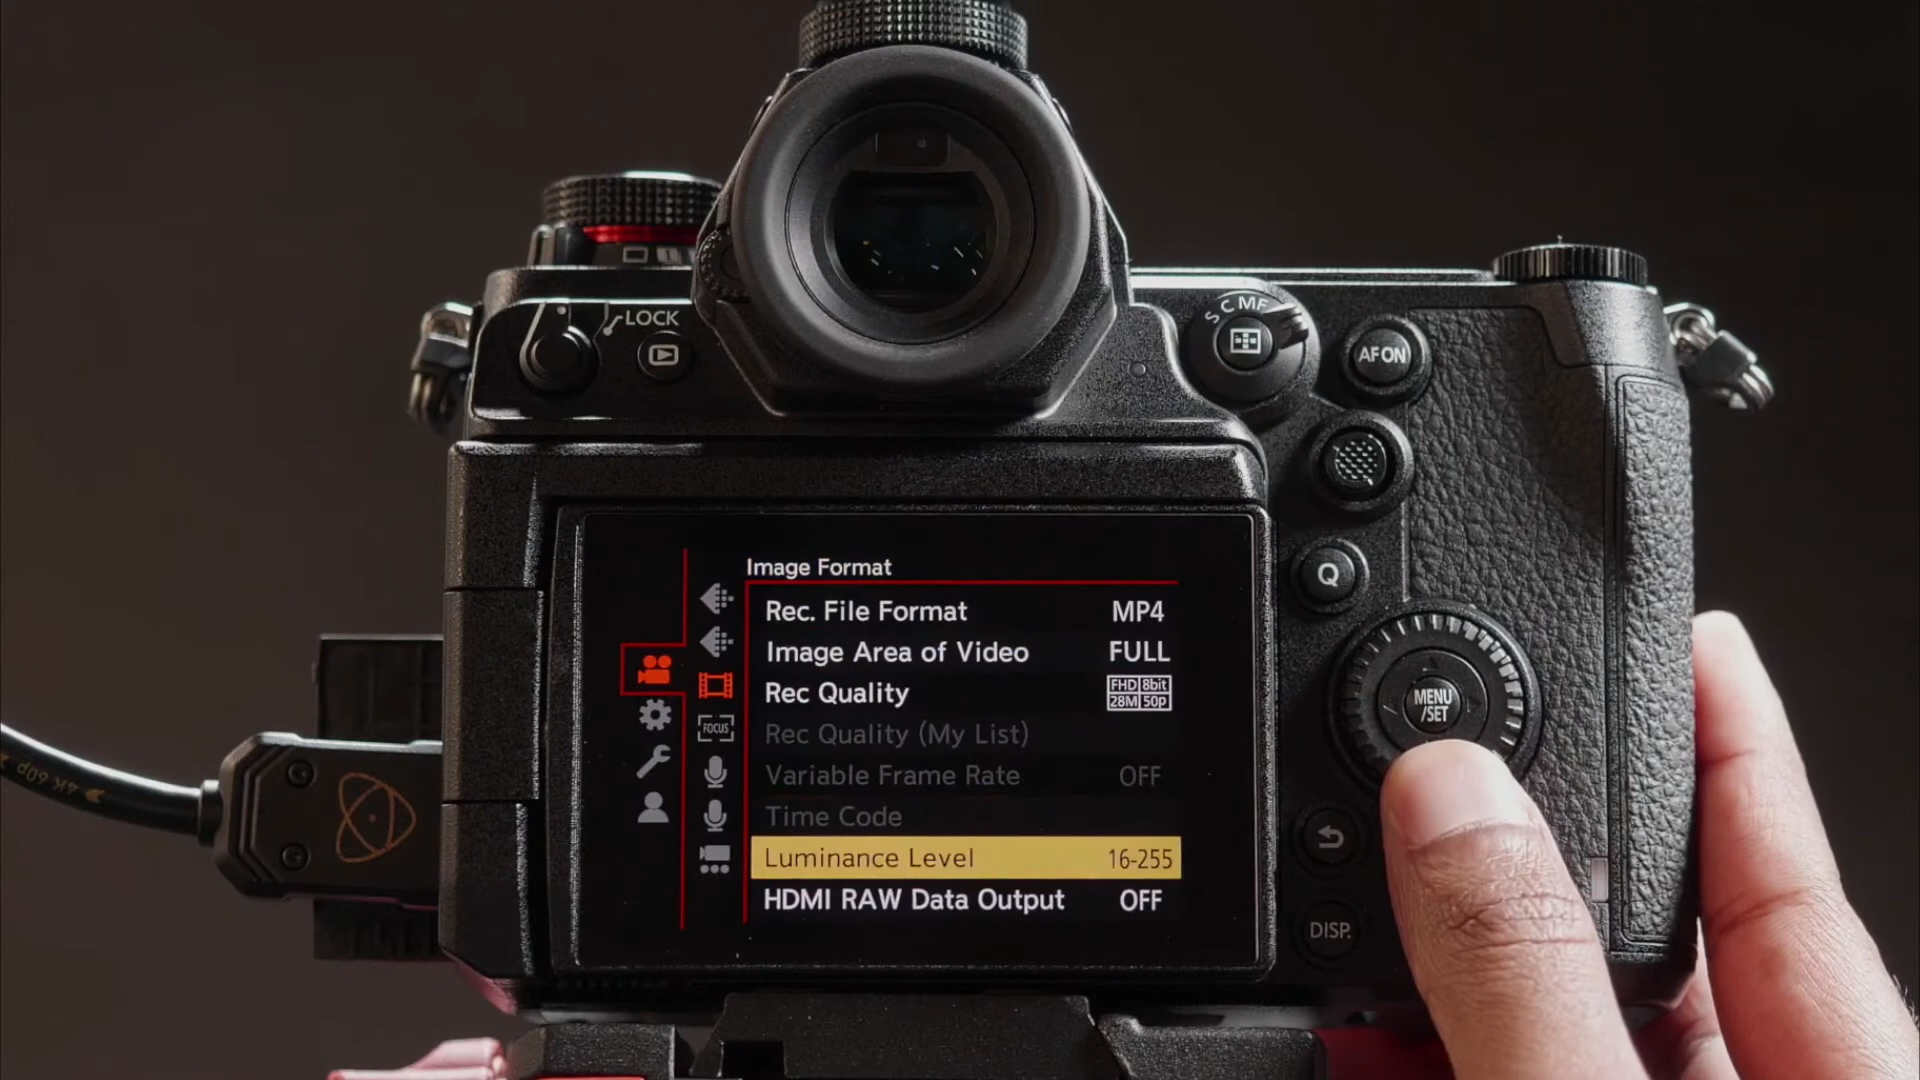 S C MF
LOCK
AF ON
Q
Image Format
Rec. File Format MP4
Image Area of Video FULL
Rec Quality FHD 8bit 28M 50p
FOCUS
Rec Quality (My List)
Variable Frame Rate OFF
Time Code
Luminance Level 16-255
HDMI RAW Data Output OFF
MENU
/SET
DISP.
4K 60p